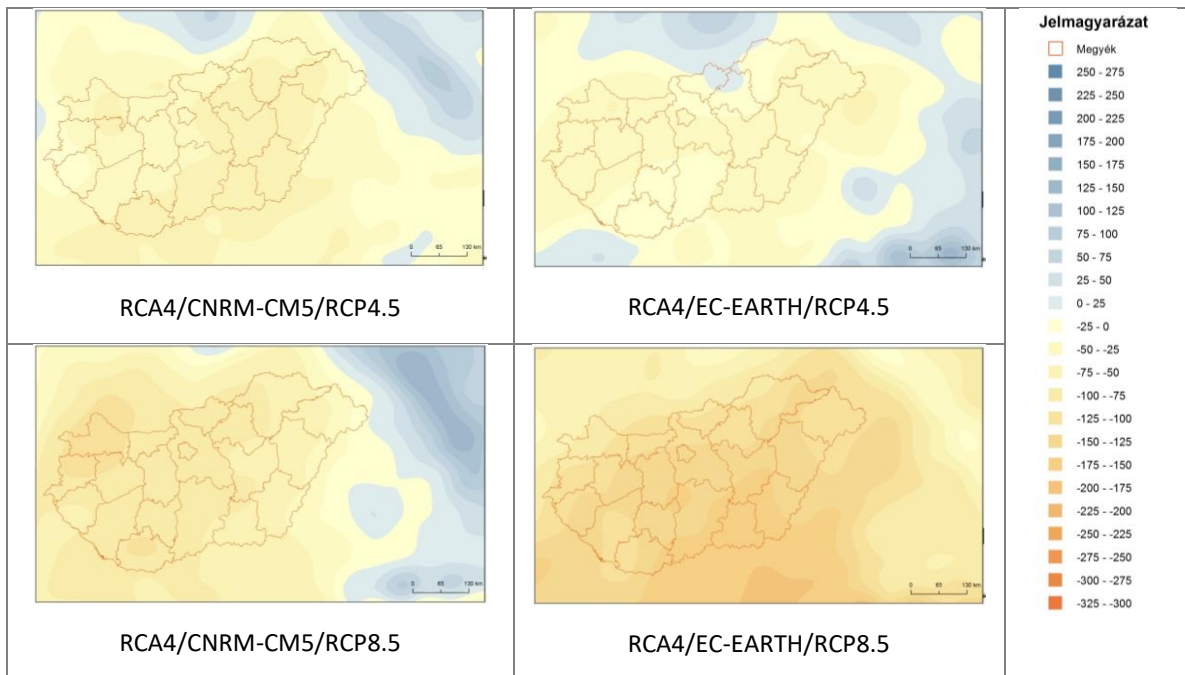 0 65 130 km
RCA4/CNRM-CM5/RCP4.5
0 65 130 km
RCA4/EC-EARTH/RCP4.5
0 65 130 km
RCA4/CNRM-CM5/RCP8.5
0 65 130 km
RCA4/EC-EARTH/RCP8.5
Jelmagyarázat
Megyék
250 - 275
225 - 250
200 - 225
175 - 200
150 - 175
125 - 150
100 - 125
75 - 100
50 - 75
25 - 50
0 - 25
-25 - 0
-50 - -25
-75 - -50
-100 - -75
-125 - -100
-150 - -125
-175 - -150
-200 - -175
-225 - -200
-250 - -225
-275 - -250
-300 - -275
-325 - -300